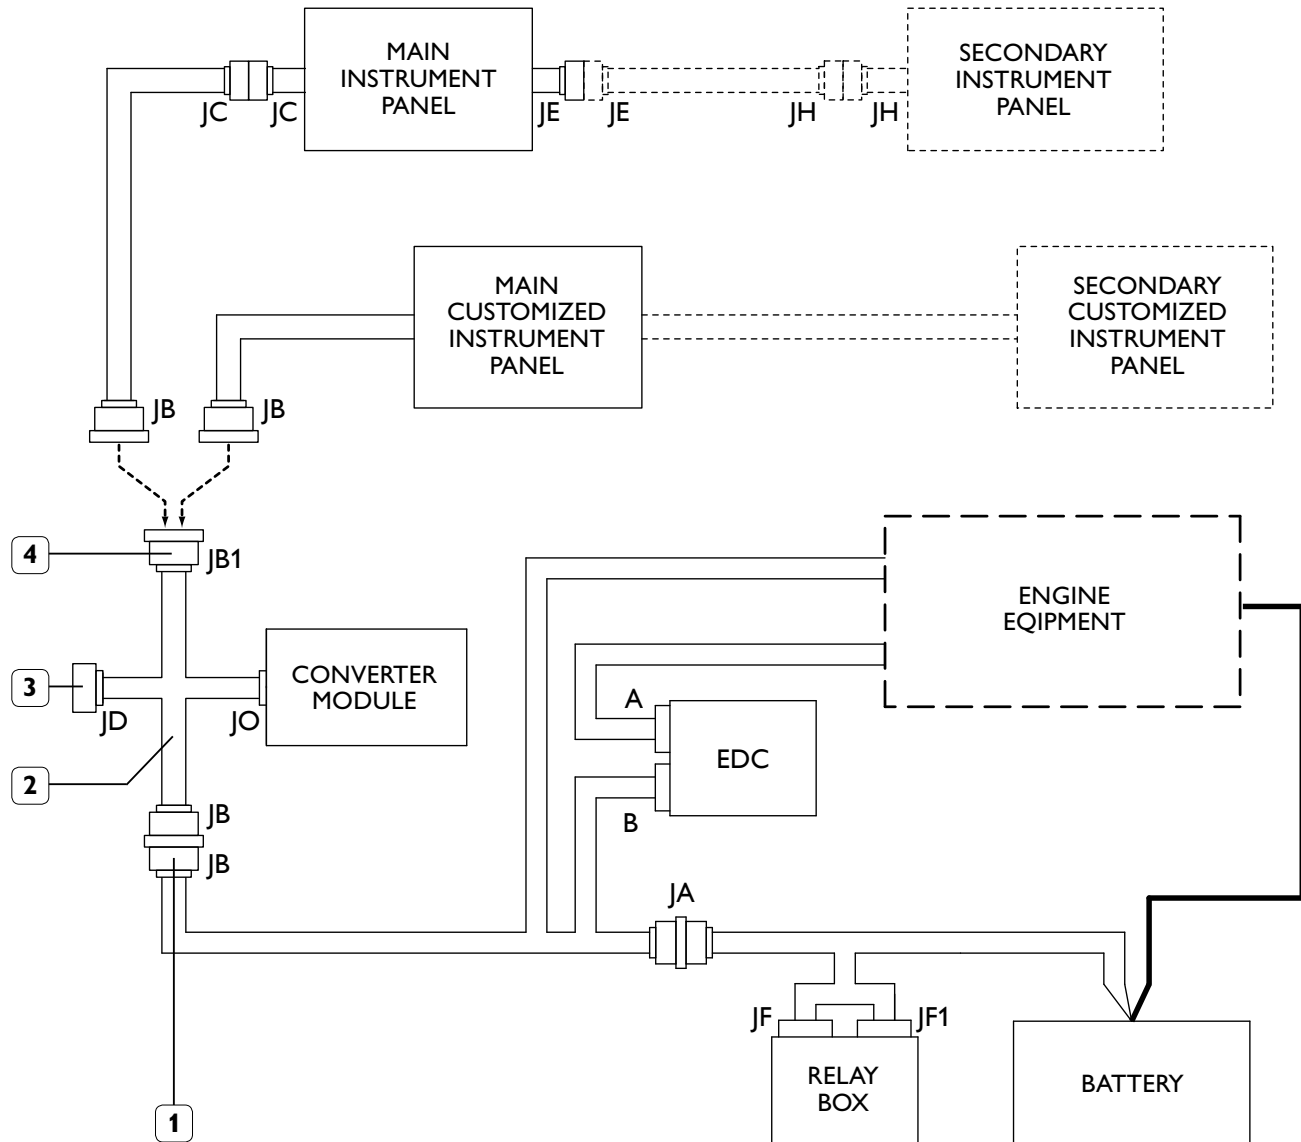 MAIN
INSTRUMENT
PANEL
SECONDARY
INSTRUMENT
PANEL
JC
JC
JE
JE
JH
JH
MAIN
CUSTOMIZED
INSTRUMENT
PANEL
SECONDARY
CUSTOMIZED
INSTRUMENT
PANEL
JB
JB
4
JB1
ENGINE
EQIPMENT
3
JD
JO
CONVERTER
MODULE
A
EDC
2
B
JB
JB
JA
JF
JF1
RELAY
BOX
BATTERY
1